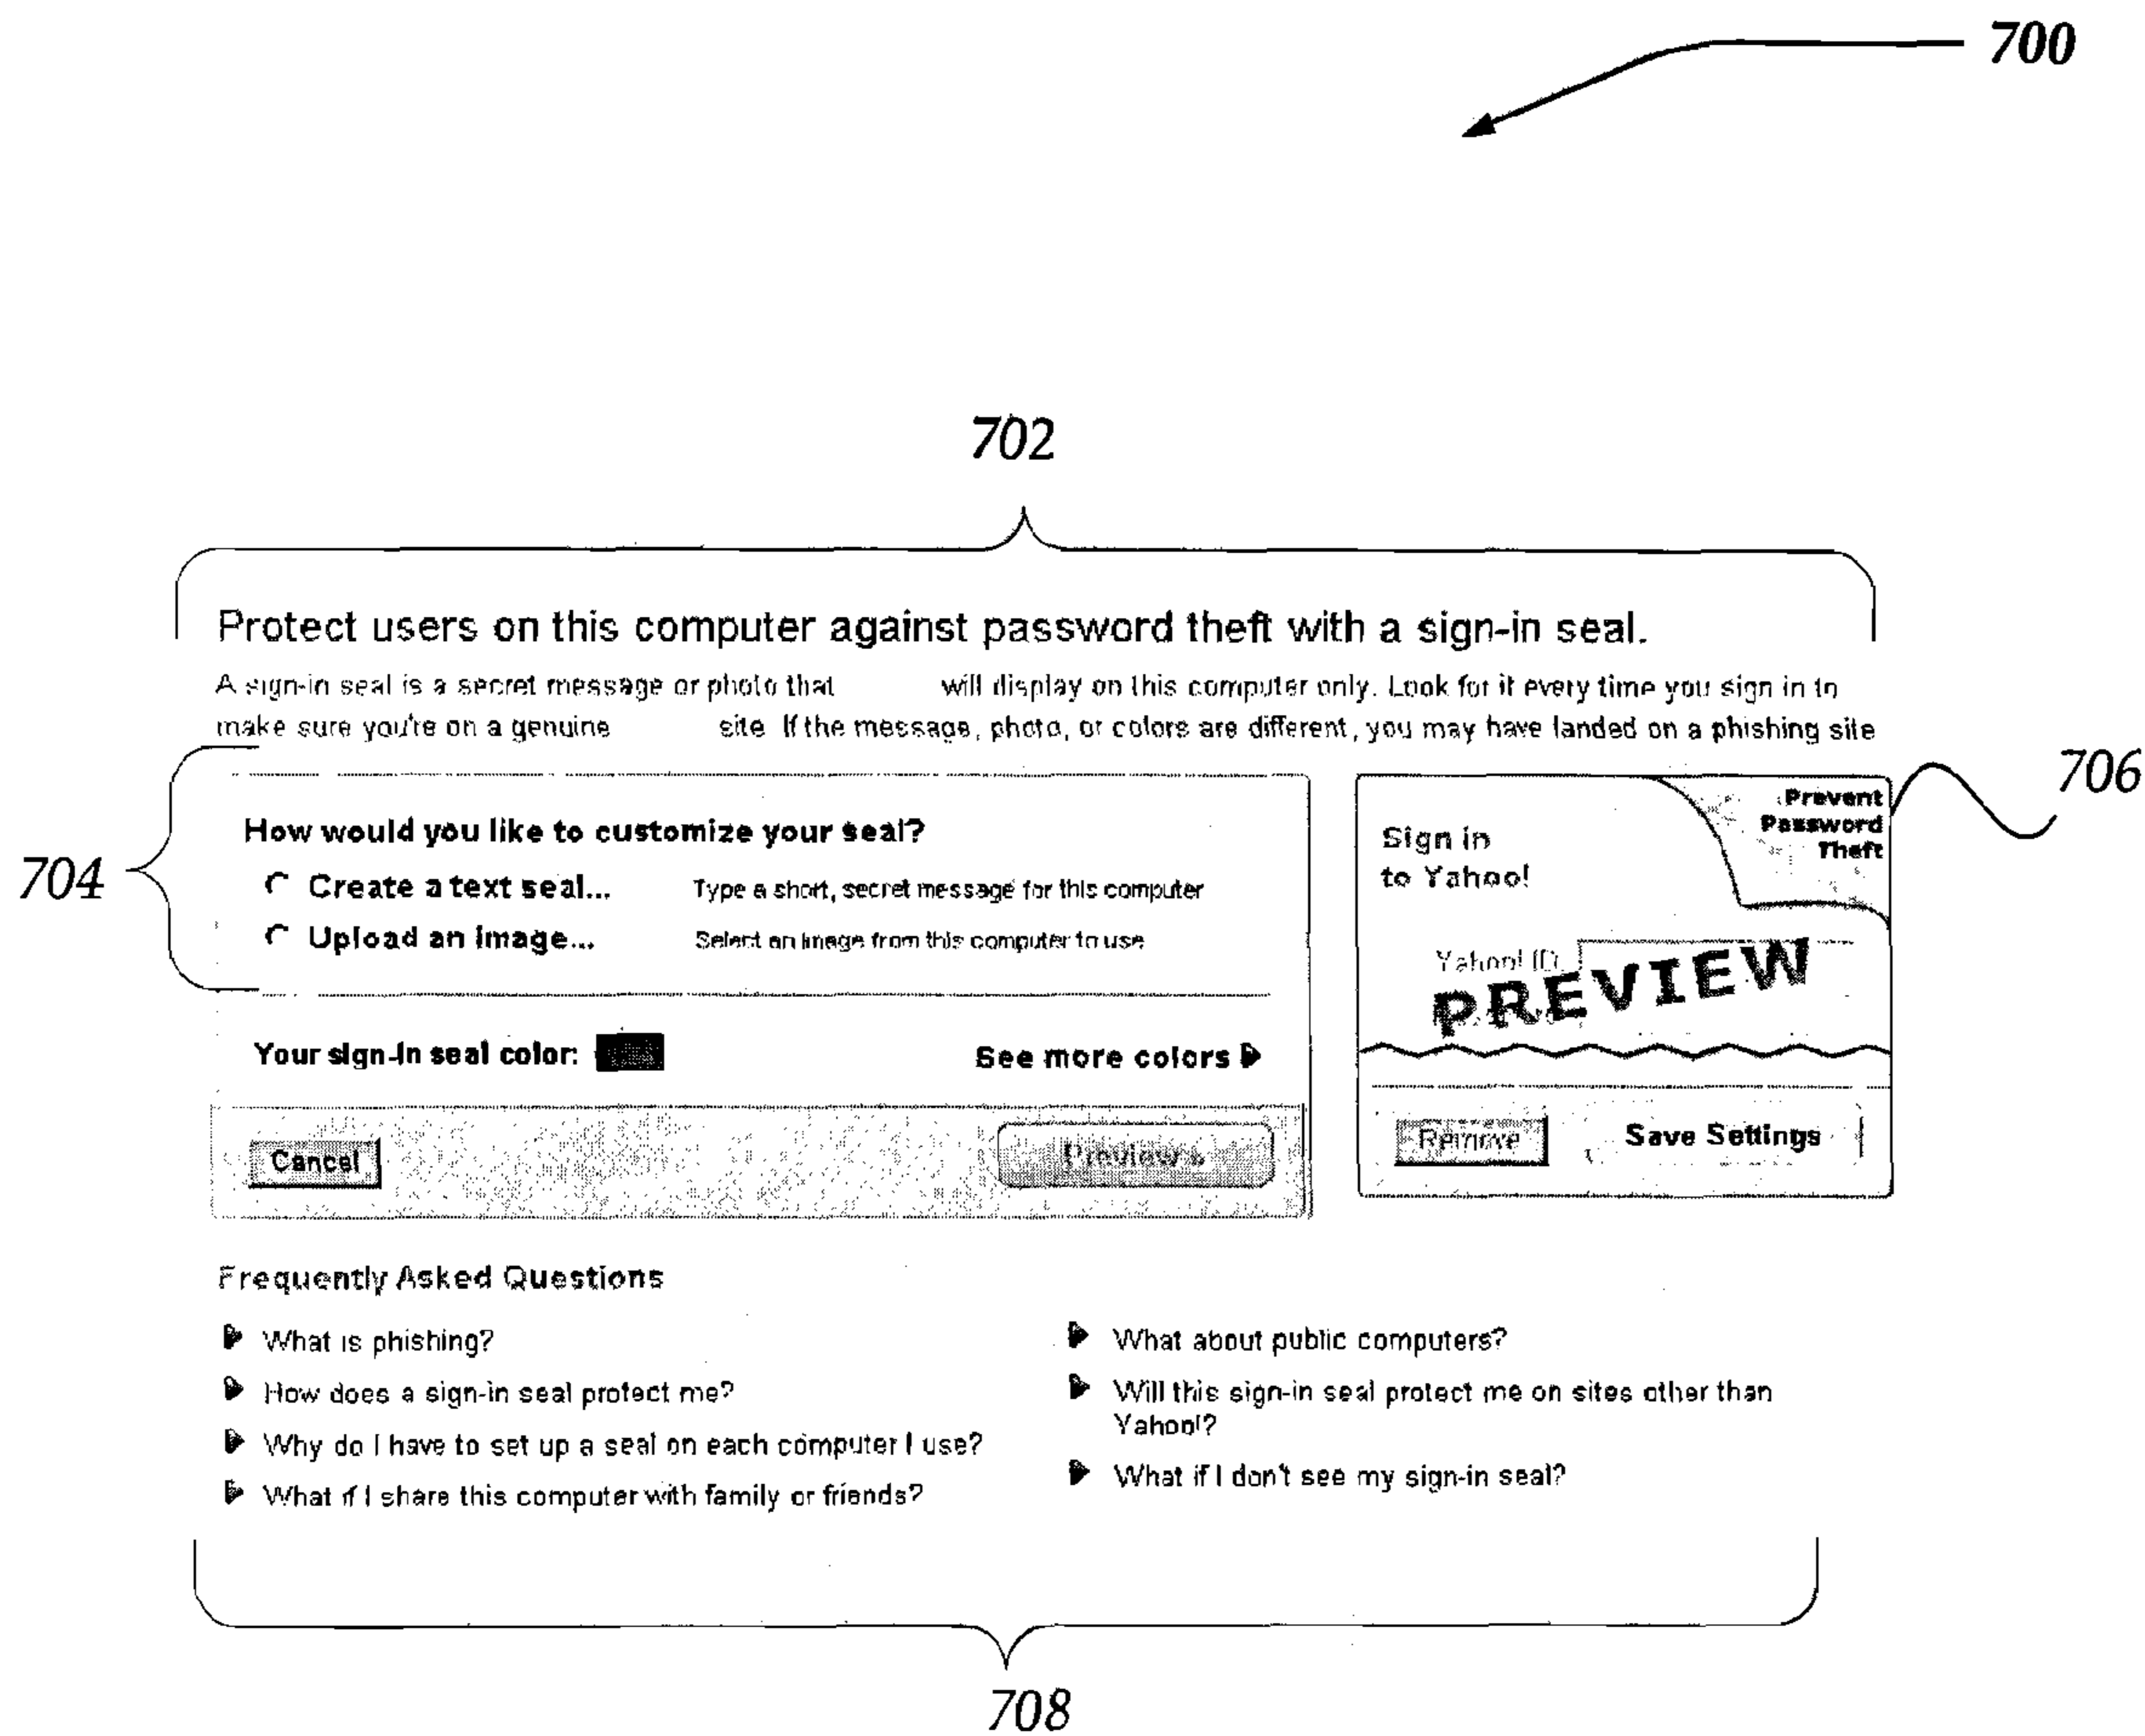 700
702
Protect users on this computer against password theft with a sign-in seal.
A sign-in seal is a secret message or photo that will display on this computer only. Look for it every time you sign in to
make sure you're on a genuine site If the message, photo, or colors are different, you may have landed on a phishing site
704
How would you like to customize your seal?
Create a text seal... Type a short, secret message for this computer
Upload an image... Select an image from this computer to use
Your sign-in seal color: See more colors
Cancel Preview
706
Prevent
Password
Theft
Sign in
to Yahoo!
Yahoo! ID
PREVIEW
Remove Save Settings
Frequently Asked Questions
What is phishing?
How does a sign-in seal protect me?
Why do I have to set up a seal on each computer I use?
What if I share this computer with family or friends?
What about public computers?
Will this sign-in seal protect me on sites other than
Yahoo!?
What if I don't see my sign-in seal?
708